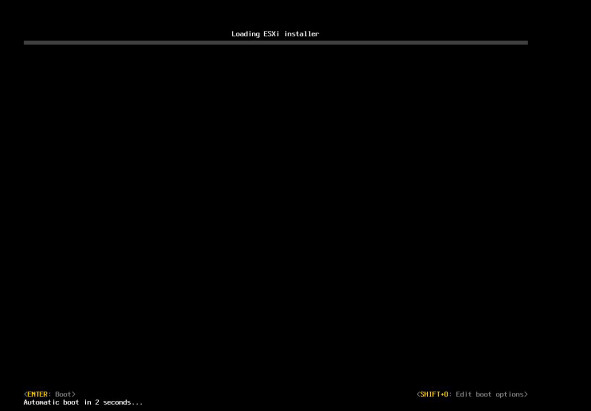 Loading ESXi installer
<ENTER: Boot>
<SHIFT+O: Edit boot options>
Automatic boot in 2 seconds...